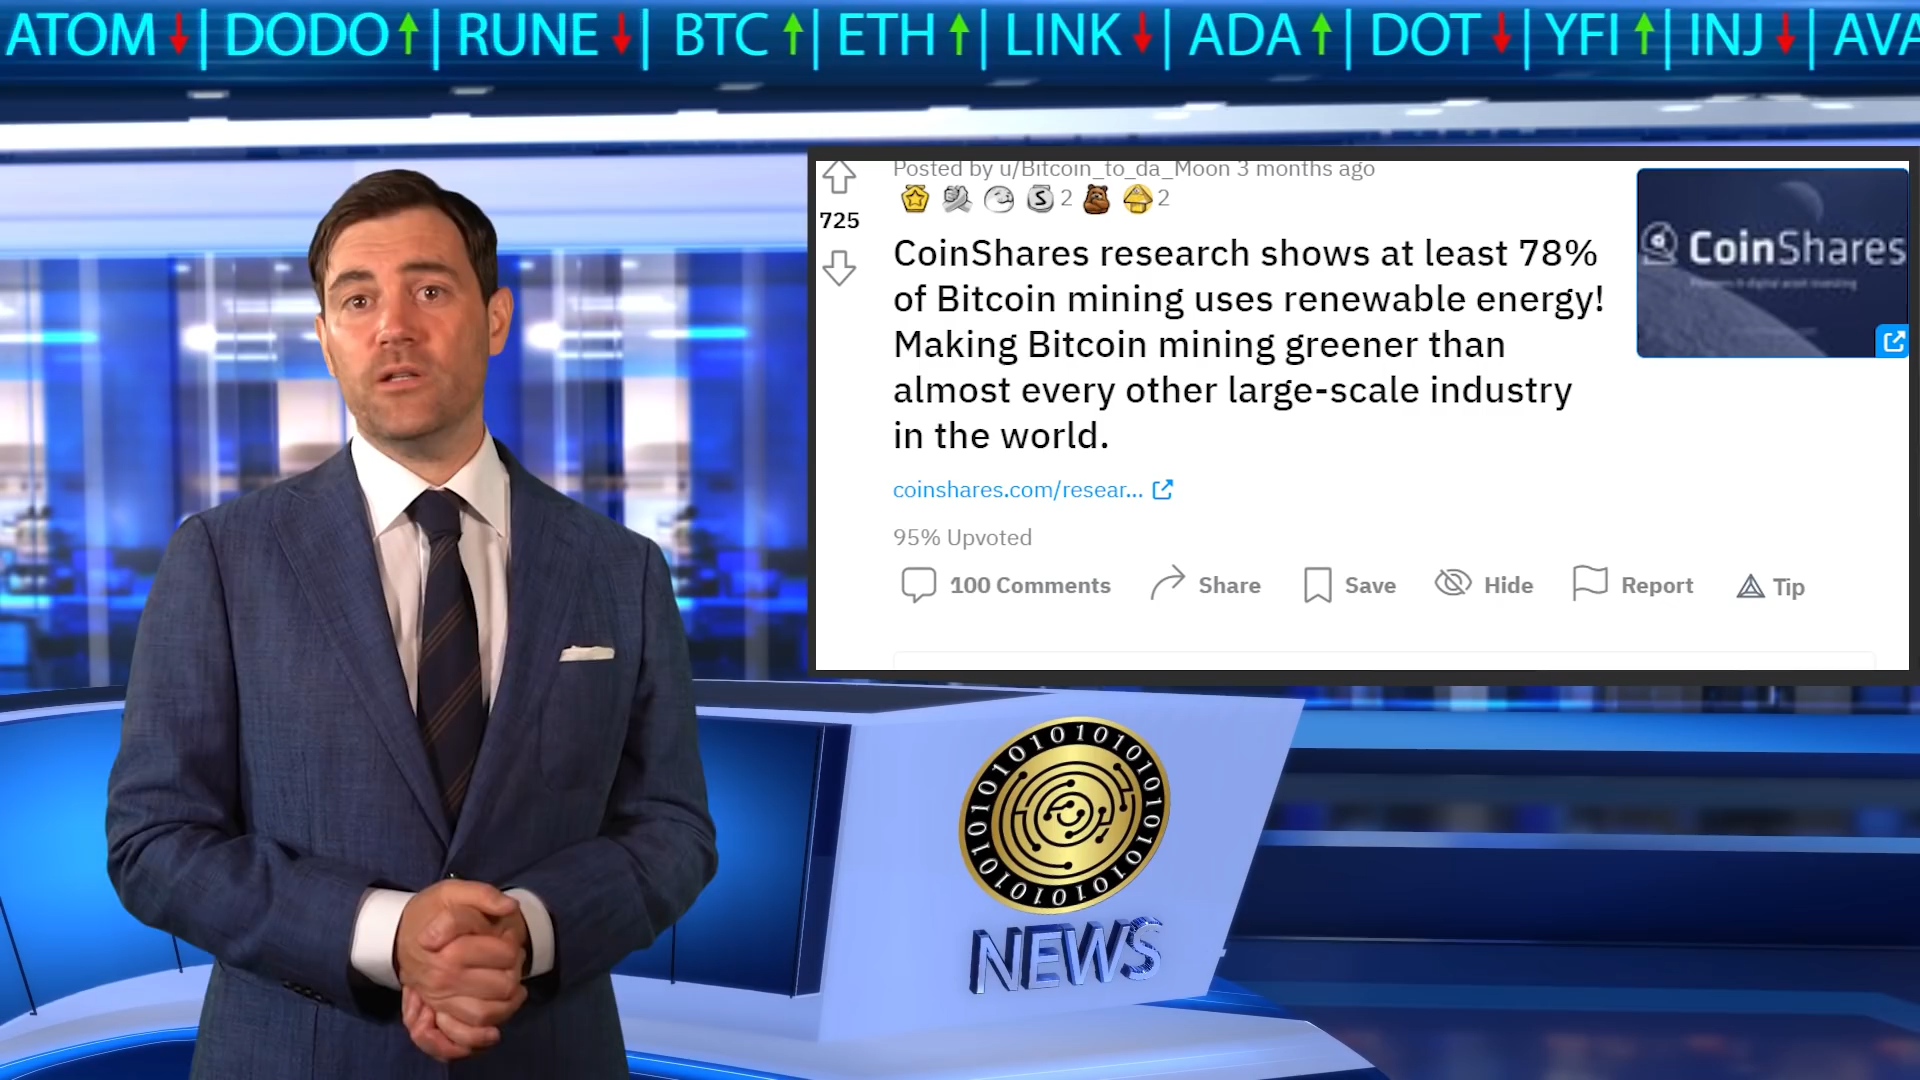 ATOM DODO RUNE BTC ETH LINK ADA DOT YFI INJ AVA
Posted by u/Bitcoin_to_da_Moon 3 months ago
2 2
725
CoinShares research shows at least 78%
of Bitcoin mining uses renewable energy!
Making Bitcoin mining greener than
almost every other large-scale industry
in the world.
CoinShares
coinshares.com/resear...
95% Upvoted
100 Comments Share Save Hide Report Tip
NEWS